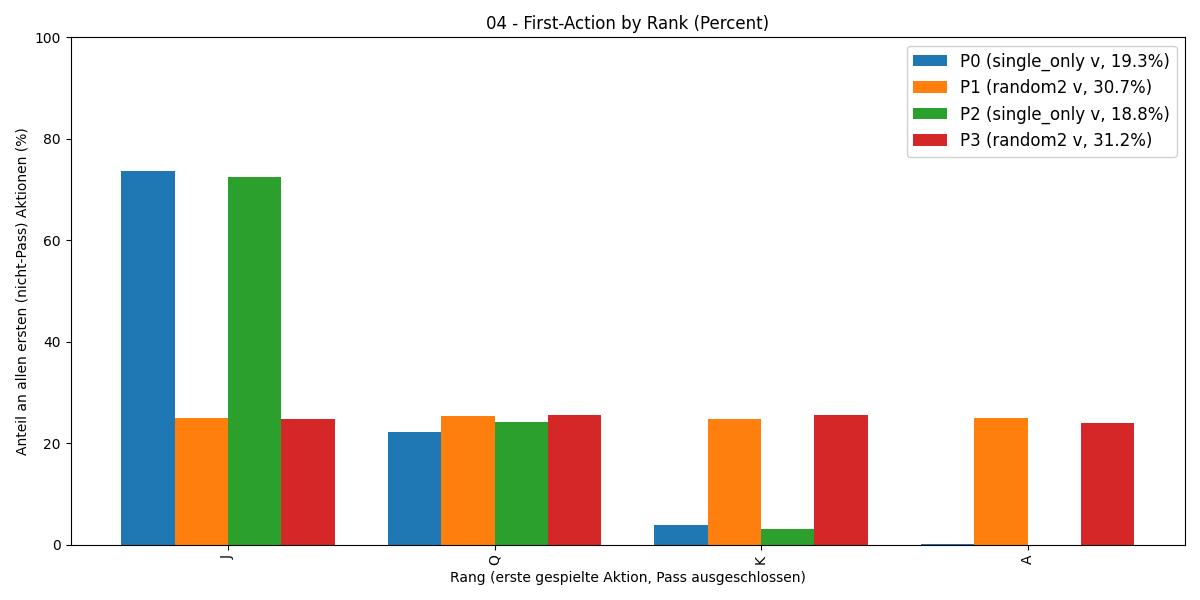 04 - First-Action by Rank (Percent)
Anteil an allen ersten (nicht-Pass) Aktionen (%)
100
80
60
40
20
0
P0 (single_only v, 19.3%)
P1 (random2 v, 30.7%)
P2 (single_only v, 18.8%)
P3 (random2 v, 31.2%)
J
Q
K
A
Rang (erste gespielte Aktion, Pass ausgeschlossen)